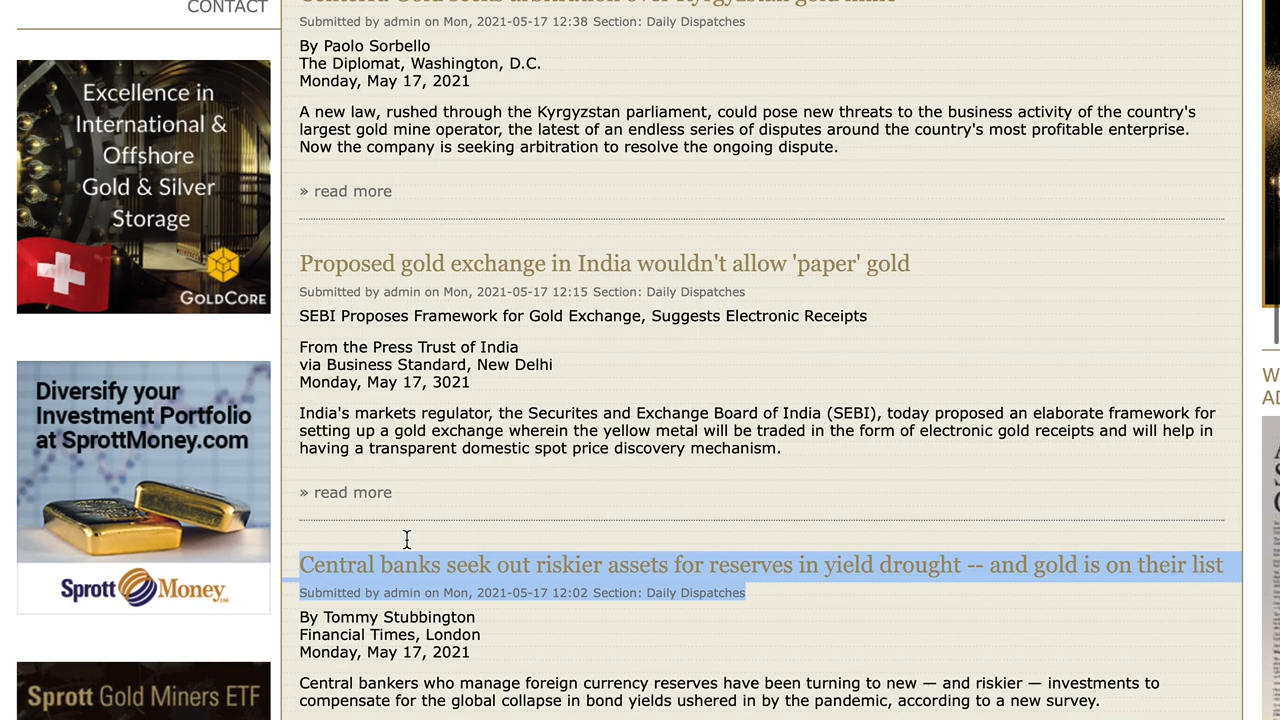 CONTACT
Excellence in
International &
Offshore
Gold & Silver
Storage
GOLDCORE
Diversify your
Investment Portfolio
at SprottMoney.com
Sprott Money
Sprott Gold Miners ETF
Centerra Gold seeks arbitration over Kyrgyzstan gold mine
Submitted by admin on Mon, 2021-05-17 12:38 Section: Daily Dispatches
By Paolo Sorbello
The Diplomat, Washington, D.C.
Monday, May 17, 2021
A new law, rushed through the Kyrgyzstan parliament, could pose new threats to the business activity of the country's
largest gold mine operator, the latest of an endless series of disputes around the country's most profitable enterprise.
Now the company is seeking arbitration to resolve the ongoing dispute.
» read more
Proposed gold exchange in India wouldn't allow 'paper' gold
Submitted by admin on Mon, 2021-05-17 12:15 Section: Daily Dispatches
SEBI Proposes Framework for Gold Exchange, Suggests Electronic Receipts
From the Press Trust of India
via Business Standard, New Delhi
Monday, May 17, 3021
India's markets regulator, the Securites and Exchange Board of India (SEBI), today proposed an elaborate framework for
setting up a gold exchange wherein the yellow metal will be traded in the form of electronic gold receipts and will help in
having a transparent domestic spot price discovery mechanism.
» read more
Central banks seek out riskier assets for reserves in yield drought -- and gold is on their list
Submitted by admin on Mon, 2021-05-17 12:02 Section: Daily Dispatches
By Tommy Stubbington
Financial Times, London
Monday, May 17, 2021
Central bankers who manage foreign currency reserves have been turning to new — and riskier — investments to
compensate for the global collapse in bond yields ushered in by the pandemic, according to a new survey.